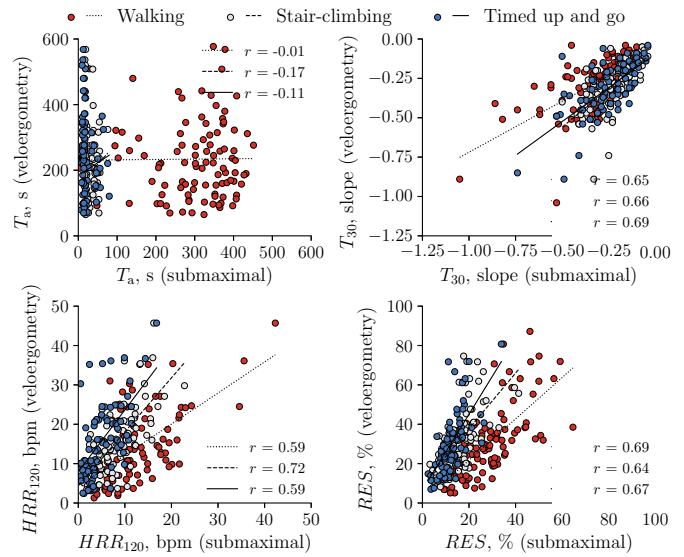 Walking Stair-climbing Timed up and go
600
400
200
0
0 100 200 300 400 500 600
T_a, s (veloergometry)
T_a, s (submaximal)
r = -0.01
r = -0.17
r = -0.11
0.00
−0.25
−0.50
−0.75
−1.00
−1.25
−1.25 −1.00 −0.75 −0.50 −0.25 0.00
T_30, slope (veloergometry)
T_30, slope (submaximal)
r = 0.65
r = 0.66
r = 0.69
50
40
30
20
10
0
0 10 20 30 40 50
HRR_120, bpm (veloergometry)
HRR_120, bpm (submaximal)
r = 0.59
r = 0.72
r = 0.59
100
80
60
40
20
0
0 20 40 60 80 100
RES, % (veloergometry)
RES, % (submaximal)
r = 0.69
r = 0.64
r = 0.67